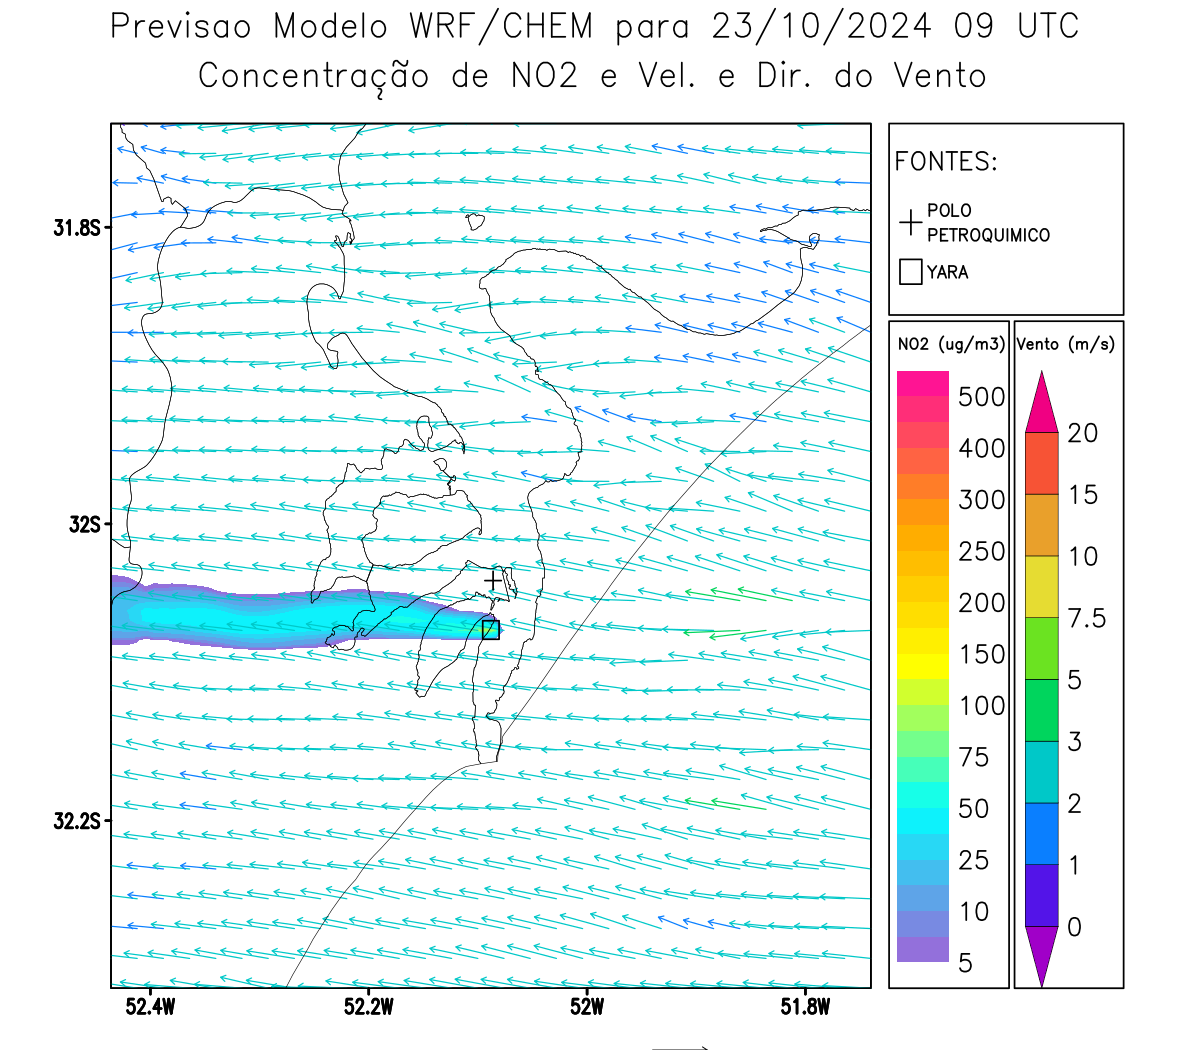 Previsao Modelo WRF/CHEM para 23/10/2024 09 UTC
Concentração de NO2 e Vel. e Dir. do Vento
FONTES:
POLO
PETROQUIMICO
YARA
NO2 (ug/m3)
500
400
300
250
200
150
100
75
50
25
10
5
Vento (m/s)
20
15
10
7.5
5
3
2
1
0
31.8S
32S
32.2S
52.4W
52.2W
52W
51.8W